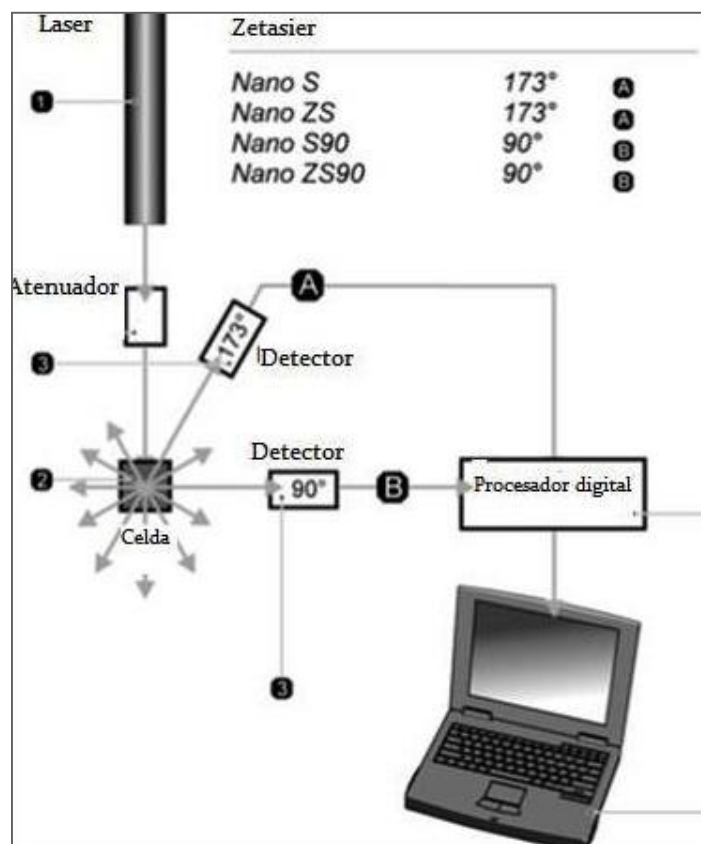 Laser
Zetasier
Nano S 173° A
Nano ZS 173° A
Nano S90 90° B
Nano ZS90 90° B
1
Atenuador
A
173°
3
Detector
Detector
2
90°
B
Procesador digital
Celda
3